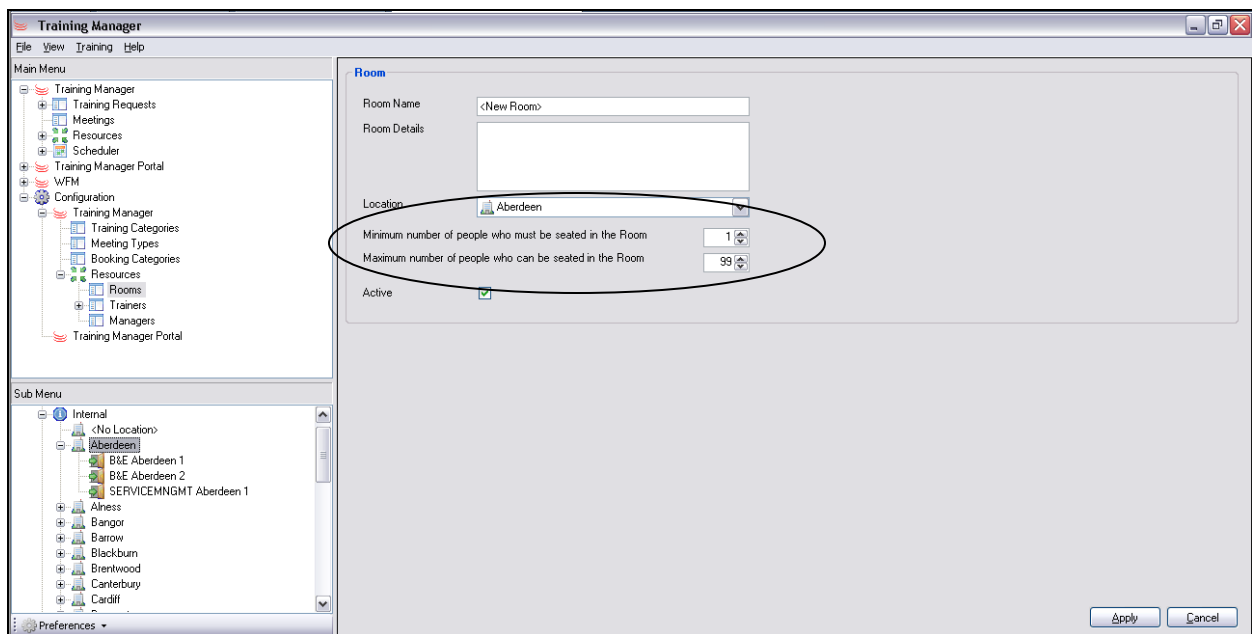 Training Manager
File View Training Help
Main Menu
Training Manager
Training Requests
Meetings
Resources
Scheduler
Training Manager Portal
WFM
Configuration
Training Manager
Training Categories
Meeting Types
Booking Categories
Resources
Rooms
Trainers
Managers
Training Manager Portal
Sub Menu
Internal
<No Location>
Aberdeen
B&E Aberdeen 1
B&E Aberdeen 2
SERVICEMNGMT Aberdeen 1
Alness
Bangor
Barrow
Blackburn
Brentwood
Canterbury
Cardiff
Preferences
Room
Room Name <New Room>
Room Details
Location Aberdeen
Minimum number of people who must be seated in the Room 1
Maximum number of people who can be seated in the Room 99
Active
Apply Cancel